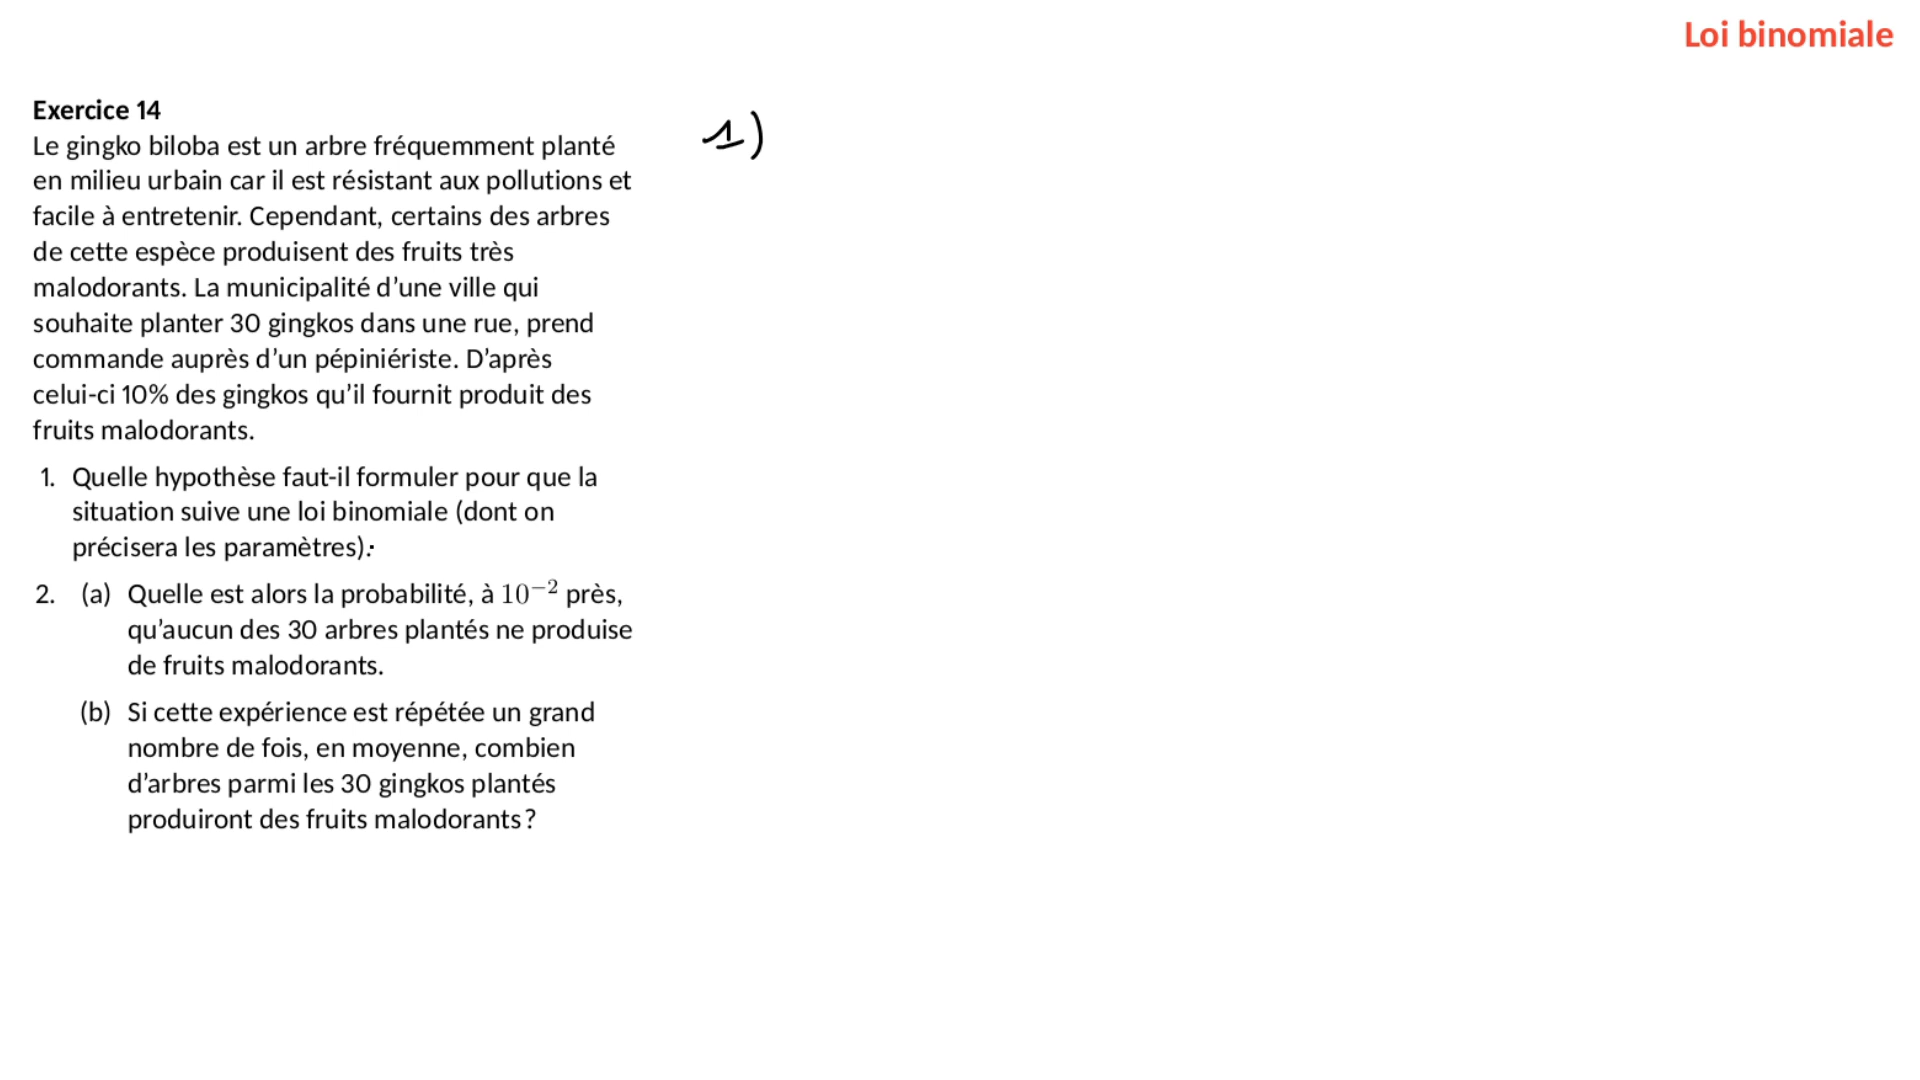 Loi binomiale
Exercice 14
Le gingko biloba est un arbre fréquemment planté
en milieu urbain car il est résistant aux pollutions et
facile à entretenir. Cependant, certains des arbres
de cette espèce produisent des fruits très
malodorants. La municipalité d’une ville qui
souhaite planter 30 gingkos dans une rue, prend
commande auprès d’un pépiniériste. D’après
celui-ci 10% des gingkos qu’il fournit produit des
fruits malodorants.
1. Quelle hypothèse faut-il formuler pour que la
situation suive une loi binomiale (dont on
précisera les paramètres).
2. (a) Quelle est alors la probabilité, à 10⁻² près,
qu’aucun des 30 arbres plantés ne produise
de fruits malodorants.
(b) Si cette expérience est répétée un grand
nombre de fois, en moyenne, combien
d’arbres parmi les 30 gingkos plantés
produiront des fruits malodorants ?
1)